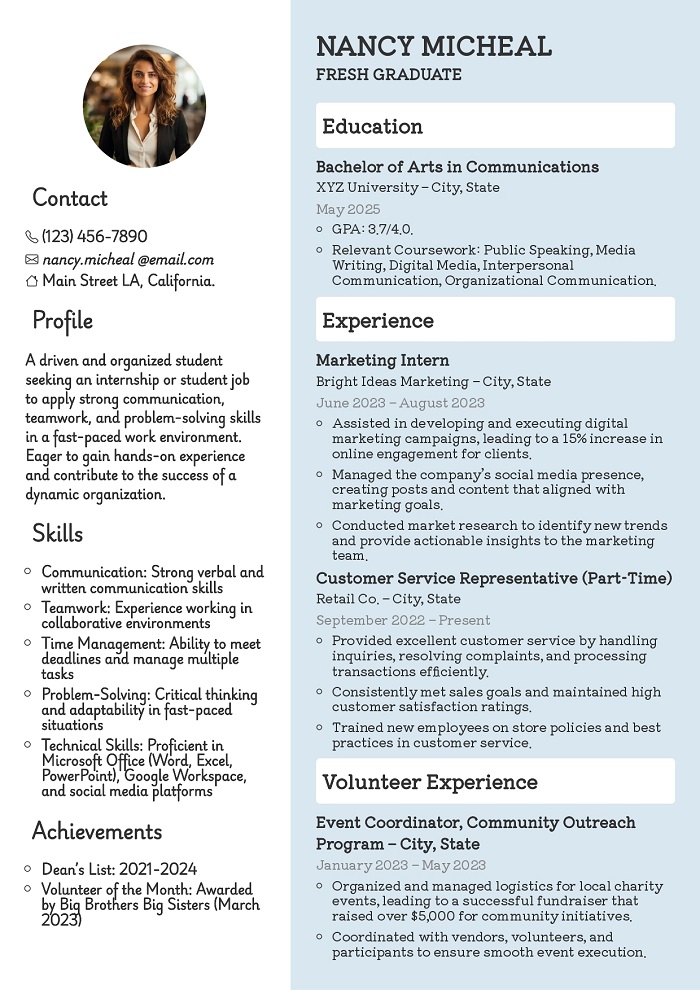 Contact
(123) 456-7890
nancy.micheal @email.com
Main Street LA, California.
Profile
A driven and organized student
seeking an internship or student job
to apply strong communication,
teamwork, and problem-solving skills
in a fast-paced work environment.
Eager to gain hands-on experience
and contribute to the success of a
dynamic organization.
Skills
Communication: Strong verbal and
written communication skills
Teamwork: Experience working in
collaborative environments
Time Management: Ability to meet
deadlines and manage multiple
tasks
Problem-Solving: Critical thinking
and adaptability in fast-paced
situations
Technical Skills: Proficient in
Microsoft Office (Word, Excel,
PowerPoint), Google Workspace,
and social media platforms
Achievements
Dean's List: 2021-2024
Volunteer of the Month: Awarded
by Big Brothers Big Sisters (March
2023)
NANCY MICHEAL
FRESH GRADUATE
Education
Bachelor of Arts in Communications
XYZ University – City, State
May 2025
GPA: 3.7/4.0.
Relevant Coursework: Public Speaking, Media
Writing, Digital Media, Interpersonal
Communication, Organizational Communication.
Experience
Marketing Intern
Bright Ideas Marketing – City, State
June 2023 – August 2023
Assisted in developing and executing digital
marketing campaigns, leading to a 15% increase in
online engagement for clients.
Managed the company's social media presence,
creating posts and content that aligned with
marketing goals.
Conducted market research to identify new trends
and provide actionable insights to the marketing
team.
Customer Service Representative (Part-Time)
Retail Co. – City, State
September 2022 – Present
Provided excellent customer service by handling
inquiries, resolving complaints, and processing
transactions efficiently.
Consistently met sales goals and maintained high
customer satisfaction ratings.
Trained new employees on store policies and best
practices in customer service.
Volunteer Experience
Event Coordinator, Community Outreach
Program – City, State
January 2023 – May 2023
Organized and managed logistics for local charity
events, leading to a successful fundraiser that
raised over $5,000 for community initiatives.
Coordinated with vendors, volunteers, and
participants to ensure smooth event execution.